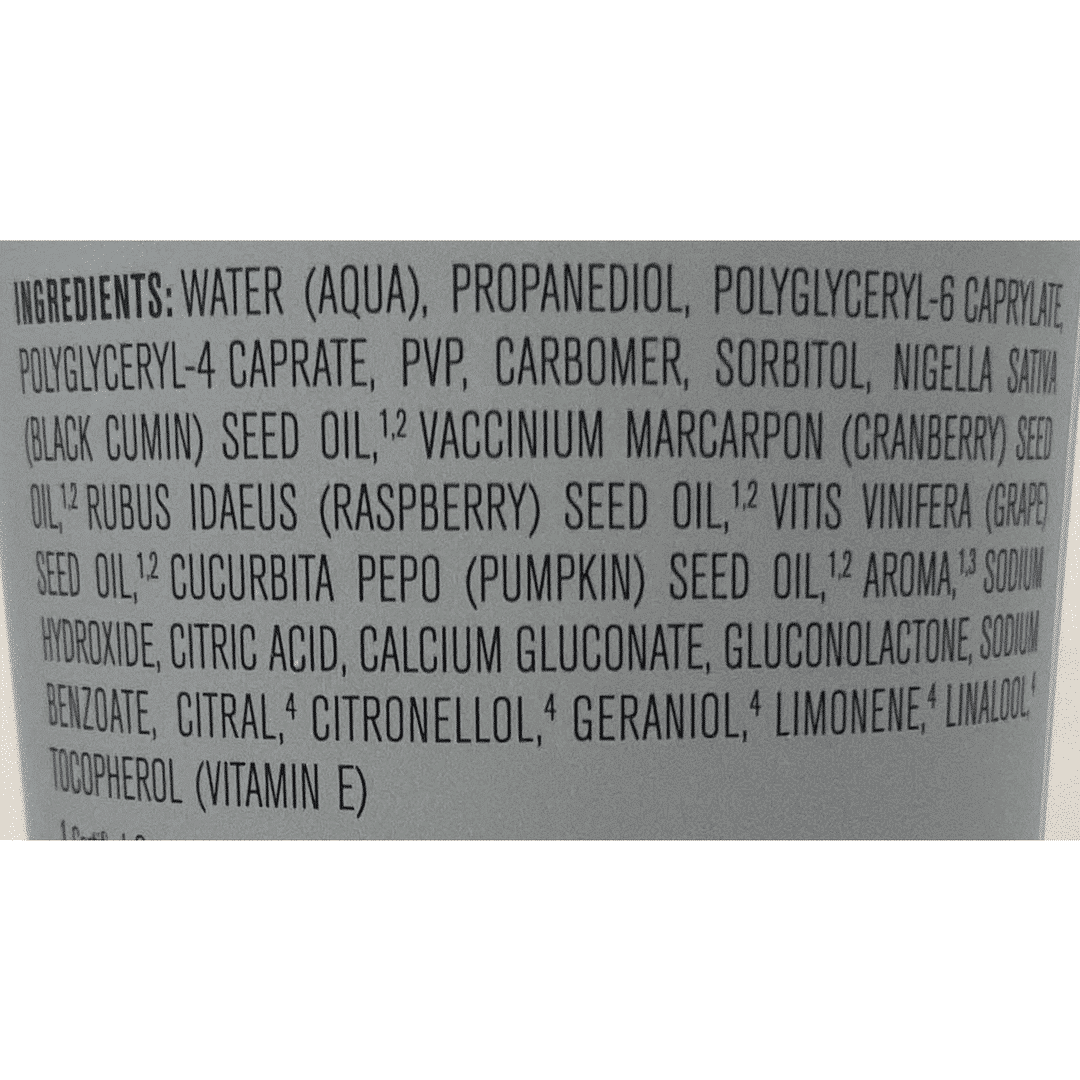 INGREDIENTS: WATER (AQUA), PROPANEDIOL, POLYGLYCERYL-6 CAPRYLATE,
POLYGLYCERYL-4 CAPRATE, PVP, CARBOMER, SORBITOL, NIGELLA SATIVA
(BLACK CUMIN) SEED OIL,¹,² VACCINIUM MARCARPON (CRANBERRY) SEED
OIL,¹,² RUBUS IDAEUS (RASPBERRY) SEED OIL,¹,² VITIS VINIFERA (GRAPE)
SEED OIL,¹,² CUCURBITA PEPO (PUMPKIN) SEED OIL,¹,² AROMA,¹,³ SODIUM
HYDROXIDE, CITRIC ACID, CALCIUM GLUCONATE, GLUCONOLACTONE, SODIUM
BENZOATE, CITRAL,⁴ CITRONELLOL,⁴ GERANIOL,⁴ LIMONENE,⁴ LINALOOL,⁴
TOCOPHEROL (VITAMIN E)